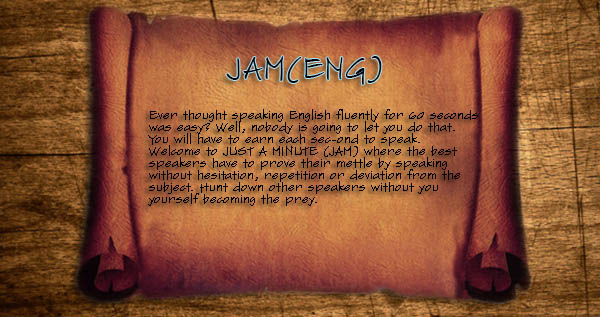 JAM(ENG)
Ever thought speaking English fluently for 60 seconds
was easy? Well, nobody is going to let you do that.
You will have to earn each sec-ond to speak.
Welcome to JUST A MINUTE (JAM) where the best
speakers have to prove their mettle by speaking
without hesitation, repetition or deviation from the
subject. Hunt down other speakers without you
yourself becoming the prey.